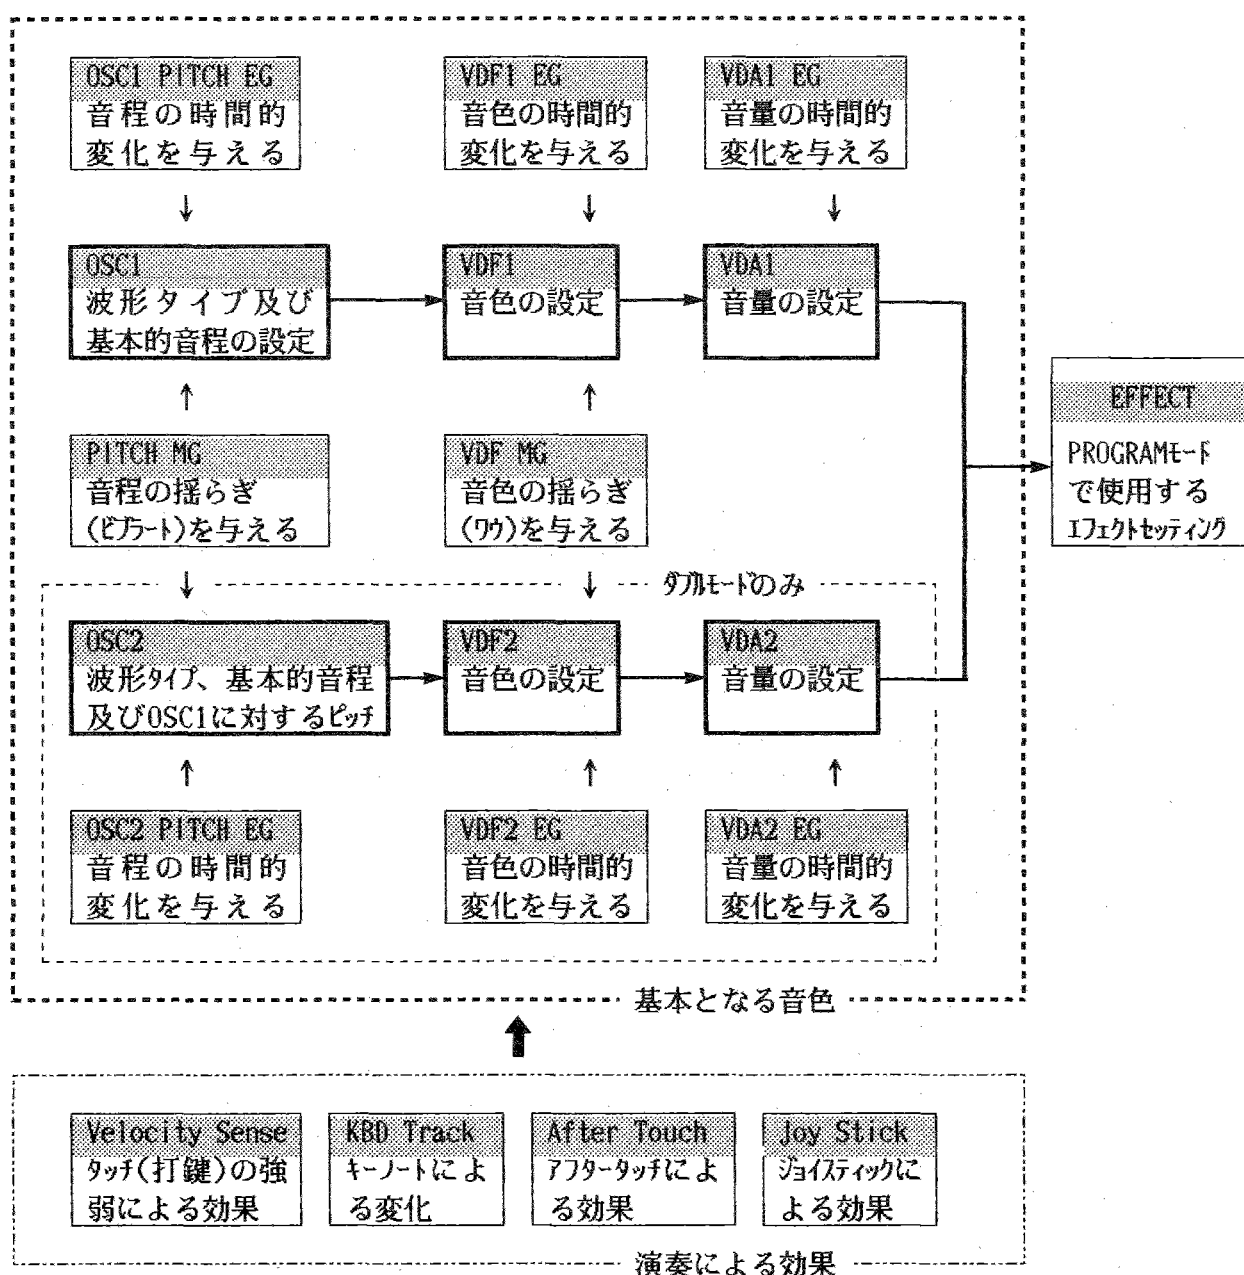 OSC1 PITCH EG
音程の時間的
変化を与える
VDF1 EG
音色の時間的
変化を与える
VDA1 EG
音量の時間的
変化を与える
OSC1
波形タイプ及び
基本的音程の設定
VDF1
音色の設定
VDA1
音量の設定
EFFECT
PROGRAMモード
で使用する
エフェクトセッティング
PITCH MG
音程の揺らぎ
(ビブラート)を与える
VDF MG
音色の揺らぎ
(ワウ)を与える
ダブルモードのみ
OSC2
波形タイプ、基本的音程
及びOSC1に対するピッチ
VDF2
音色の設定
VDA2
音量の設定
OSC2 PITCH EG
音程の時間的
変化を与える
VDF2 EG
音色の時間的
変化を与える
VDA2 EG
音量の時間的
変化を与える
基本となる音色
Velocity Sense
タッチ(打鍵)の強
弱による効果
KBD Track
キーノートによ
る変化
After Touch
アフタータッチによ
る効果
Joy Stick
ジョイスティックに
よる効果
演奏による効果